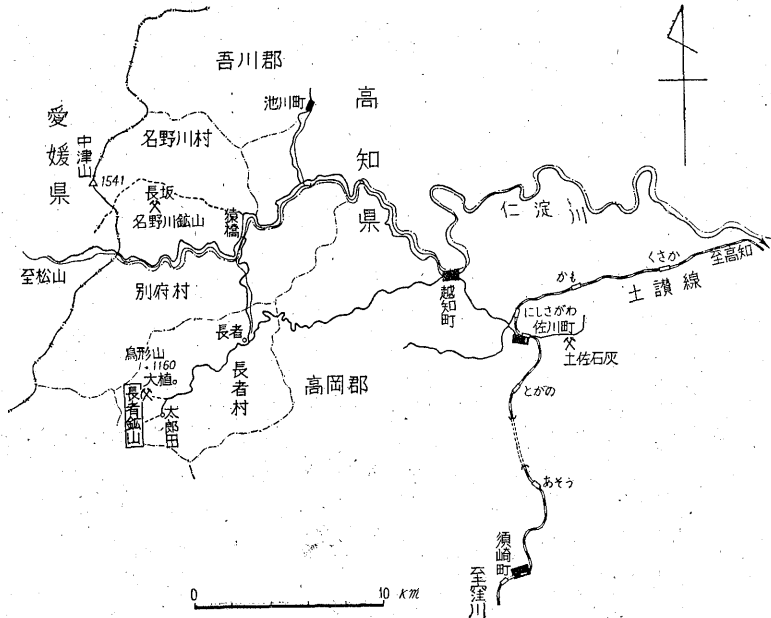 吾川郡
池川町
高知県
愛媛県
中津山
1541
名野川村
長坂
名野川鉱山
猿橋
仁淀川
至松山
別府村
越知町
かも
くさか
至高知
土讃線
にしさがわ
佐川町
土佐石灰
長者
鳥形山
1160
大植
長者鉱山
太郎田
長者村
高岡郡
とがの
あそう
須崎町
至窪川
0 10 km